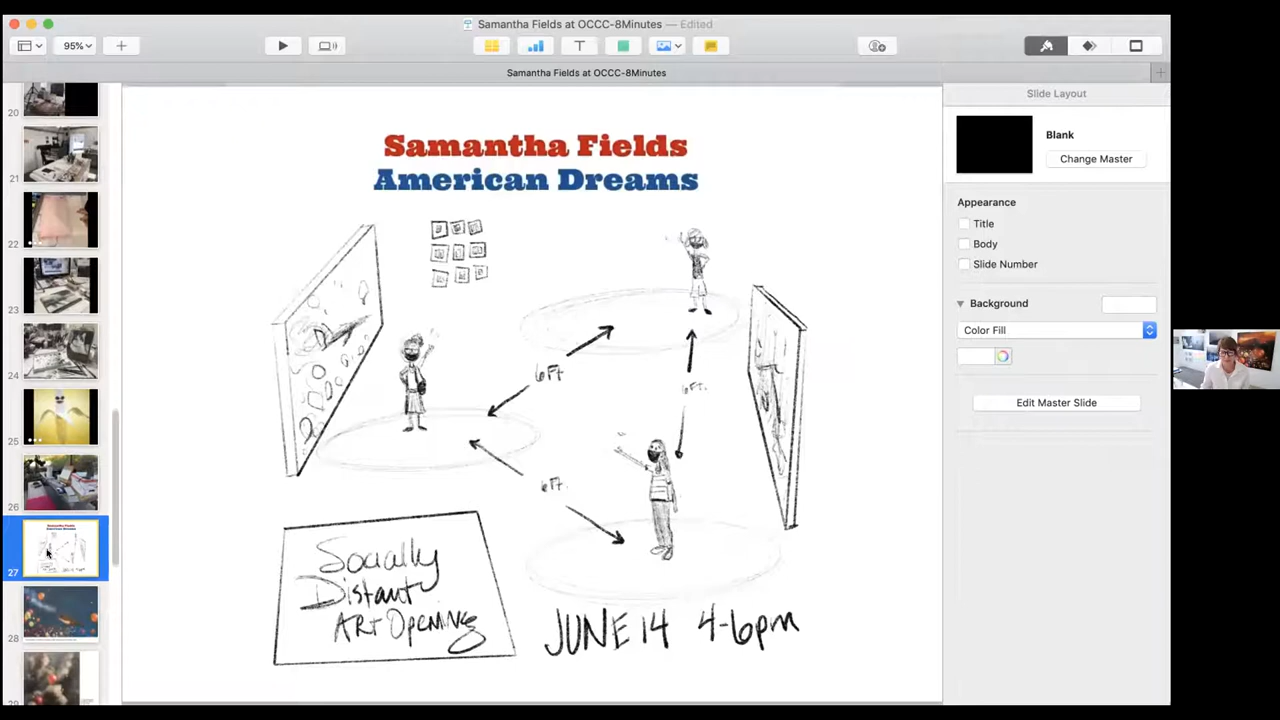 Samantha Fields at OCCC-8Minutes — Edited
95%
Samantha Fields at OCCC-8Minutes
20
21
22
23
24
25
26
27
28
Samantha Fields
American Dreams
6Ft
6Ft.
6Ft.
Socially
Distant
ART Opening
JUNE 14 4-6pm
Slide Layout
Blank
Change Master
Appearance
Title
Body
Slide Number
Background
Color Fill
Edit Master Slide